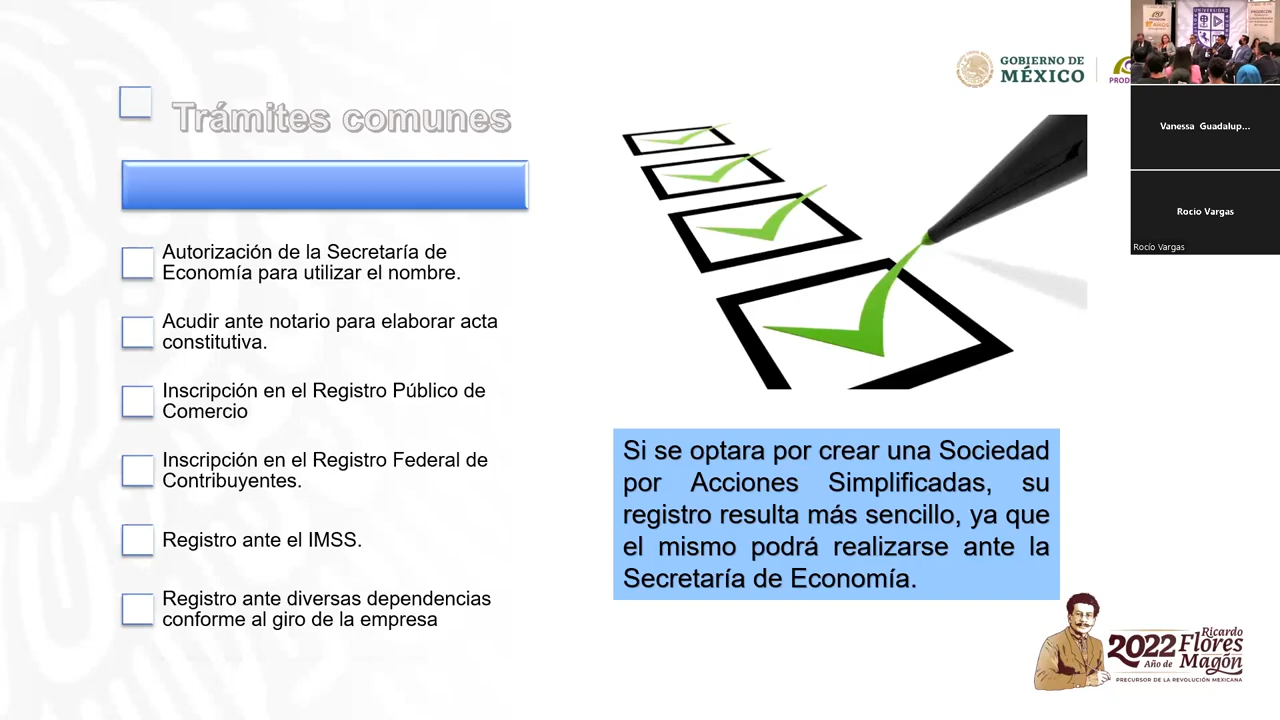 Trámites comunes
Autorización de la Secretaría de
Economía para utilizar el nombre.
Acudir ante notario para elaborar acta
constitutiva.
Inscripción en el Registro Público de
Comercio
Inscripción en el Registro Federal de
Contribuyentes.
Registro ante el IMSS.
Registro ante diversas dependencias
conforme al giro de la empresa
GOBIERNO DE
MÉXICO
PROD
Si se optara por crear una Sociedad
por Acciones Simplificadas, su
registro resulta más sencillo, ya que
el mismo podrá realizarse ante la
Secretaría de Economía.
2022 Ricardo
Flores
Año de Magón
PRECURSOR DE LA REVOLUCIÓN MEXICANA
UNIVERSIDAD
Vanessa Guadalup...
Rocío Vargas
Rocío Vargas